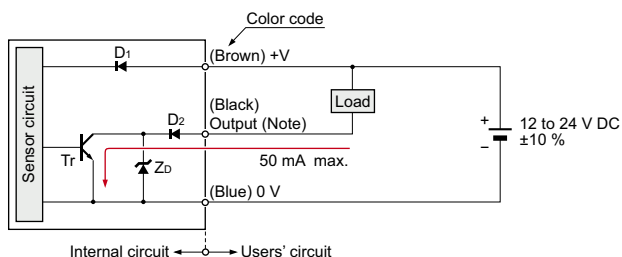 Color code
D1
(Brown) +V
Sensor circuit
(Black)
Output (Note)
Load
D2
Tr
ZD
50 mA max.
+
−
12 to 24 V DC
±10 %
(Blue) 0 V
Internal circuit
Users' circuit